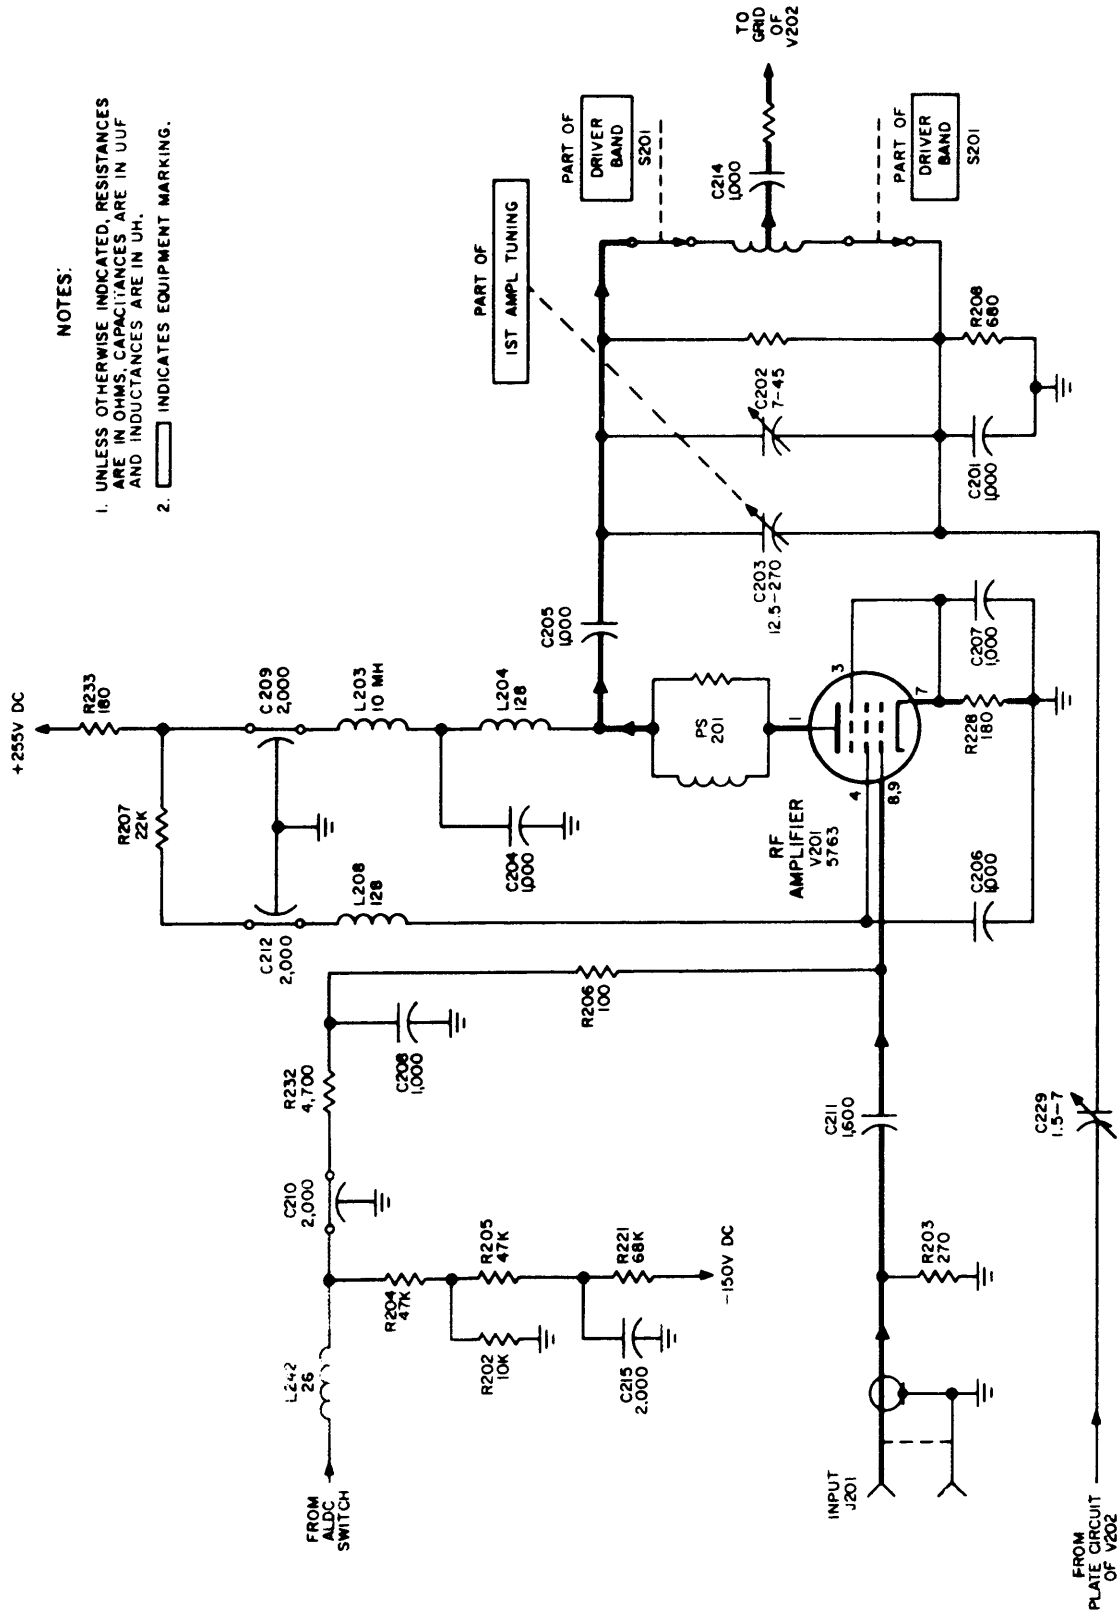 NOTES:
1. UNLESS OTHERWISE INDICATED, RESISTANCES
ARE IN OHMS, CAPACITANCES ARE IN UUF
AND INDUCTANCES ARE IN UH.
2. INDICATES EQUIPMENT MARKING.
FROM
ALDC
SWITCH
L242
26
C210
2,000
R232
4,700
C208
1,000
R204
47K
R205
47K
R202
10K
R221
68K
C215
2,000
-150V DC
R206
100
+255V DC
R233
180
R207
22K
C212
2,000
C209
2,000
L208
128
L203
10 MH
L204
128
C204
1,000
C205
1,000
PS
201
RF
AMPLIFIER
V201
5763
1
3
4
7
8,9
C206
1,000
R228
180
C207
1,000
INPUT
J201
R203
270
C211
1,600
FROM
PLATE CIRCUIT
OF V202
C229
1.5-7
PART OF
1ST AMPL TUNING
C203
12.5-270
C202
7-45
C201
1,000
R208
680
PART OF
DRIVER
BAND
S201
PART OF
DRIVER
BAND
S201
C214
1,000
TO
GRID
OF
V202